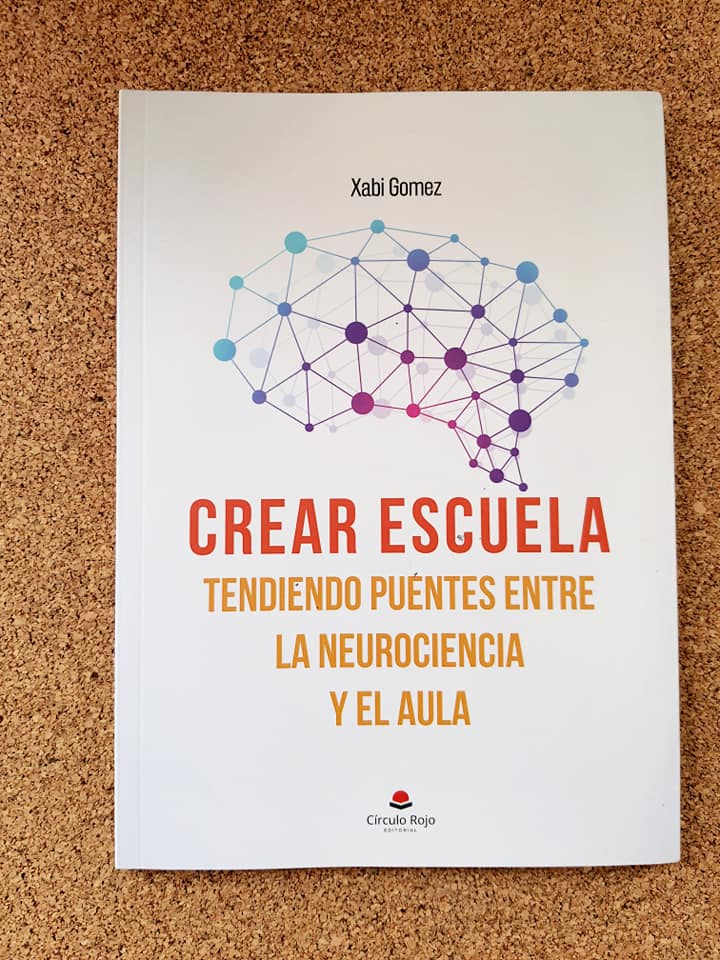 Xabi Gomez
CREAR ESCUELA
TENDIENDO PUENTES ENTRE
LA NEUROCIENCIA
Y EL AULA
Círculo Rojo
EDITORIAL